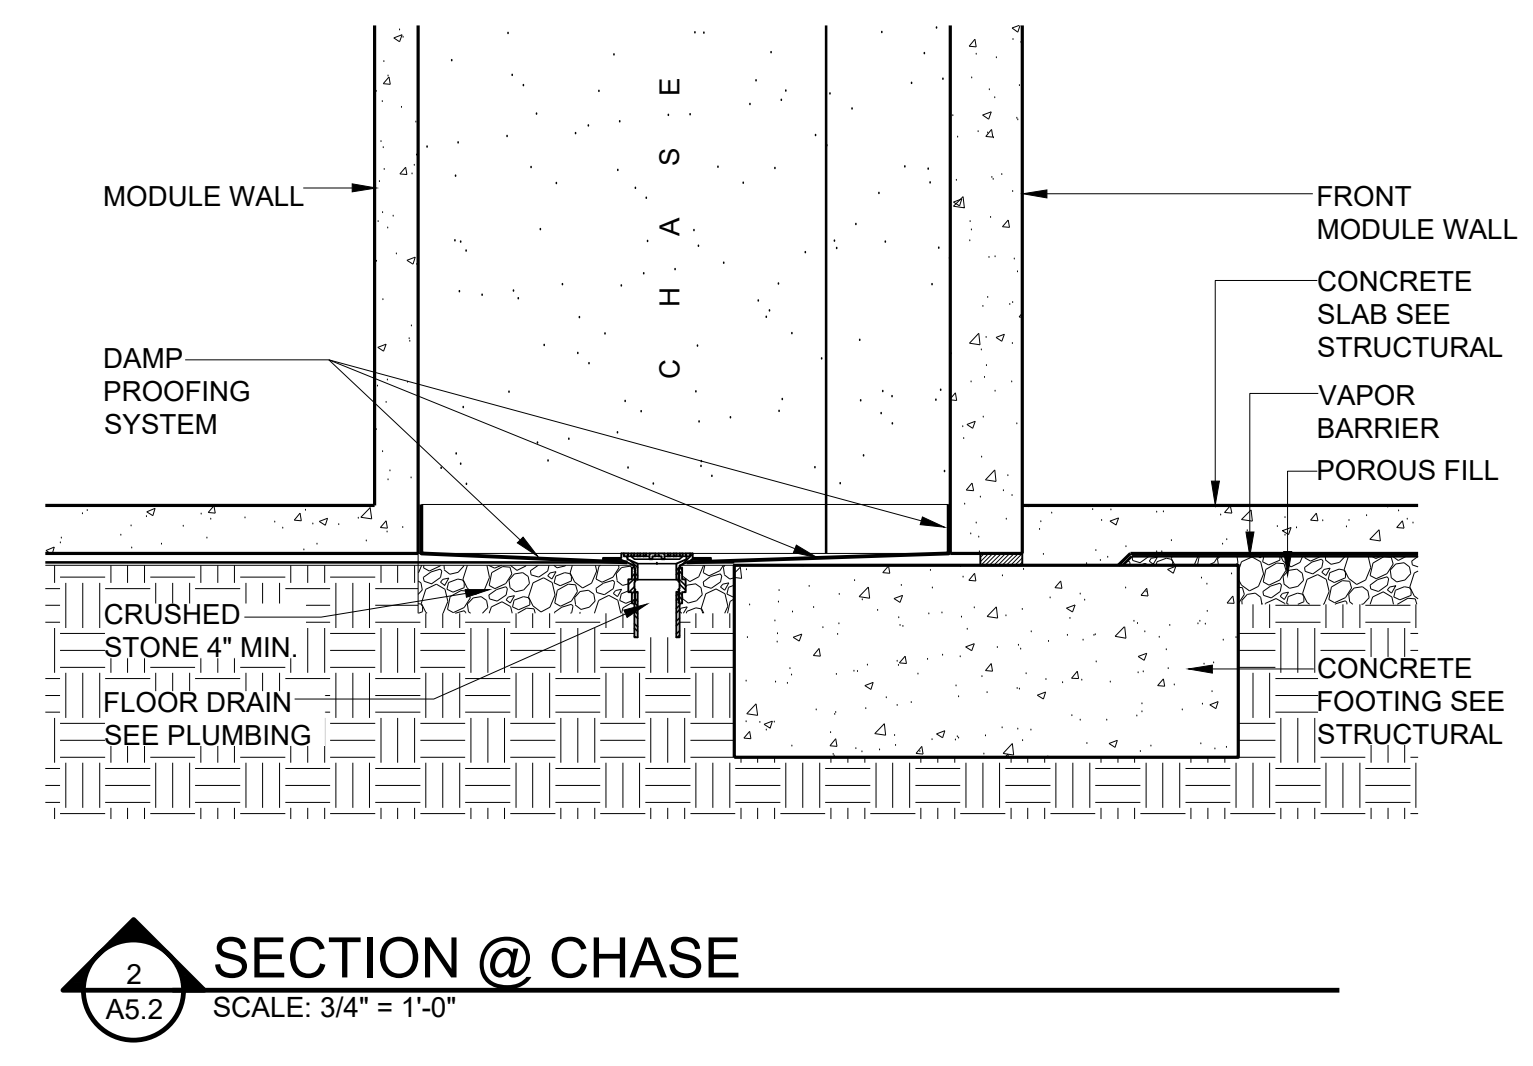 CHASE
MODULE WALL
DAMP
PROOFING
SYSTEM
CRUSHED
STONE 4" MIN.
FLOOR DRAIN
SEE PLUMBING
FRONT
MODULE WALL
CONCRETE
SLAB SEE
STRUCTURAL
VAPOR
BARRIER
POROUS FILL
CONCRETE
FOOTING SEE
STRUCTURAL
2
A5.2
SECTION @ CHASE
SCALE: 3/4" = 1'-0"